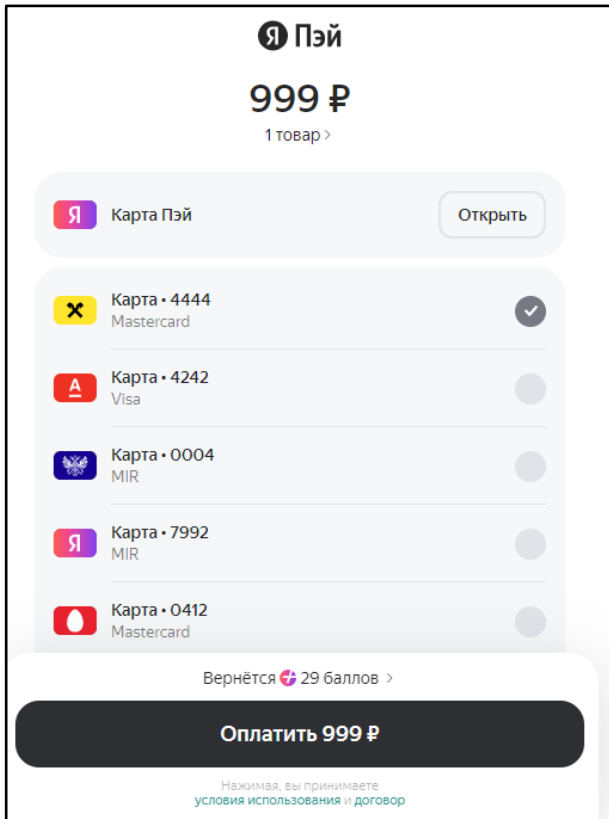 Я Пэй
999 ₽
1 товар >
Я Карта Пэй Открыть
Карта • 4444
Mastercard
А Карта • 4242
Visa
Карта • 0004
MIR
Я Карта • 7992
MIR
Карта • 0412
Mastercard
Вернётся 29 баллов >
Оплатить 999 ₽
Нажимая, вы принимаете
условия использования и договор